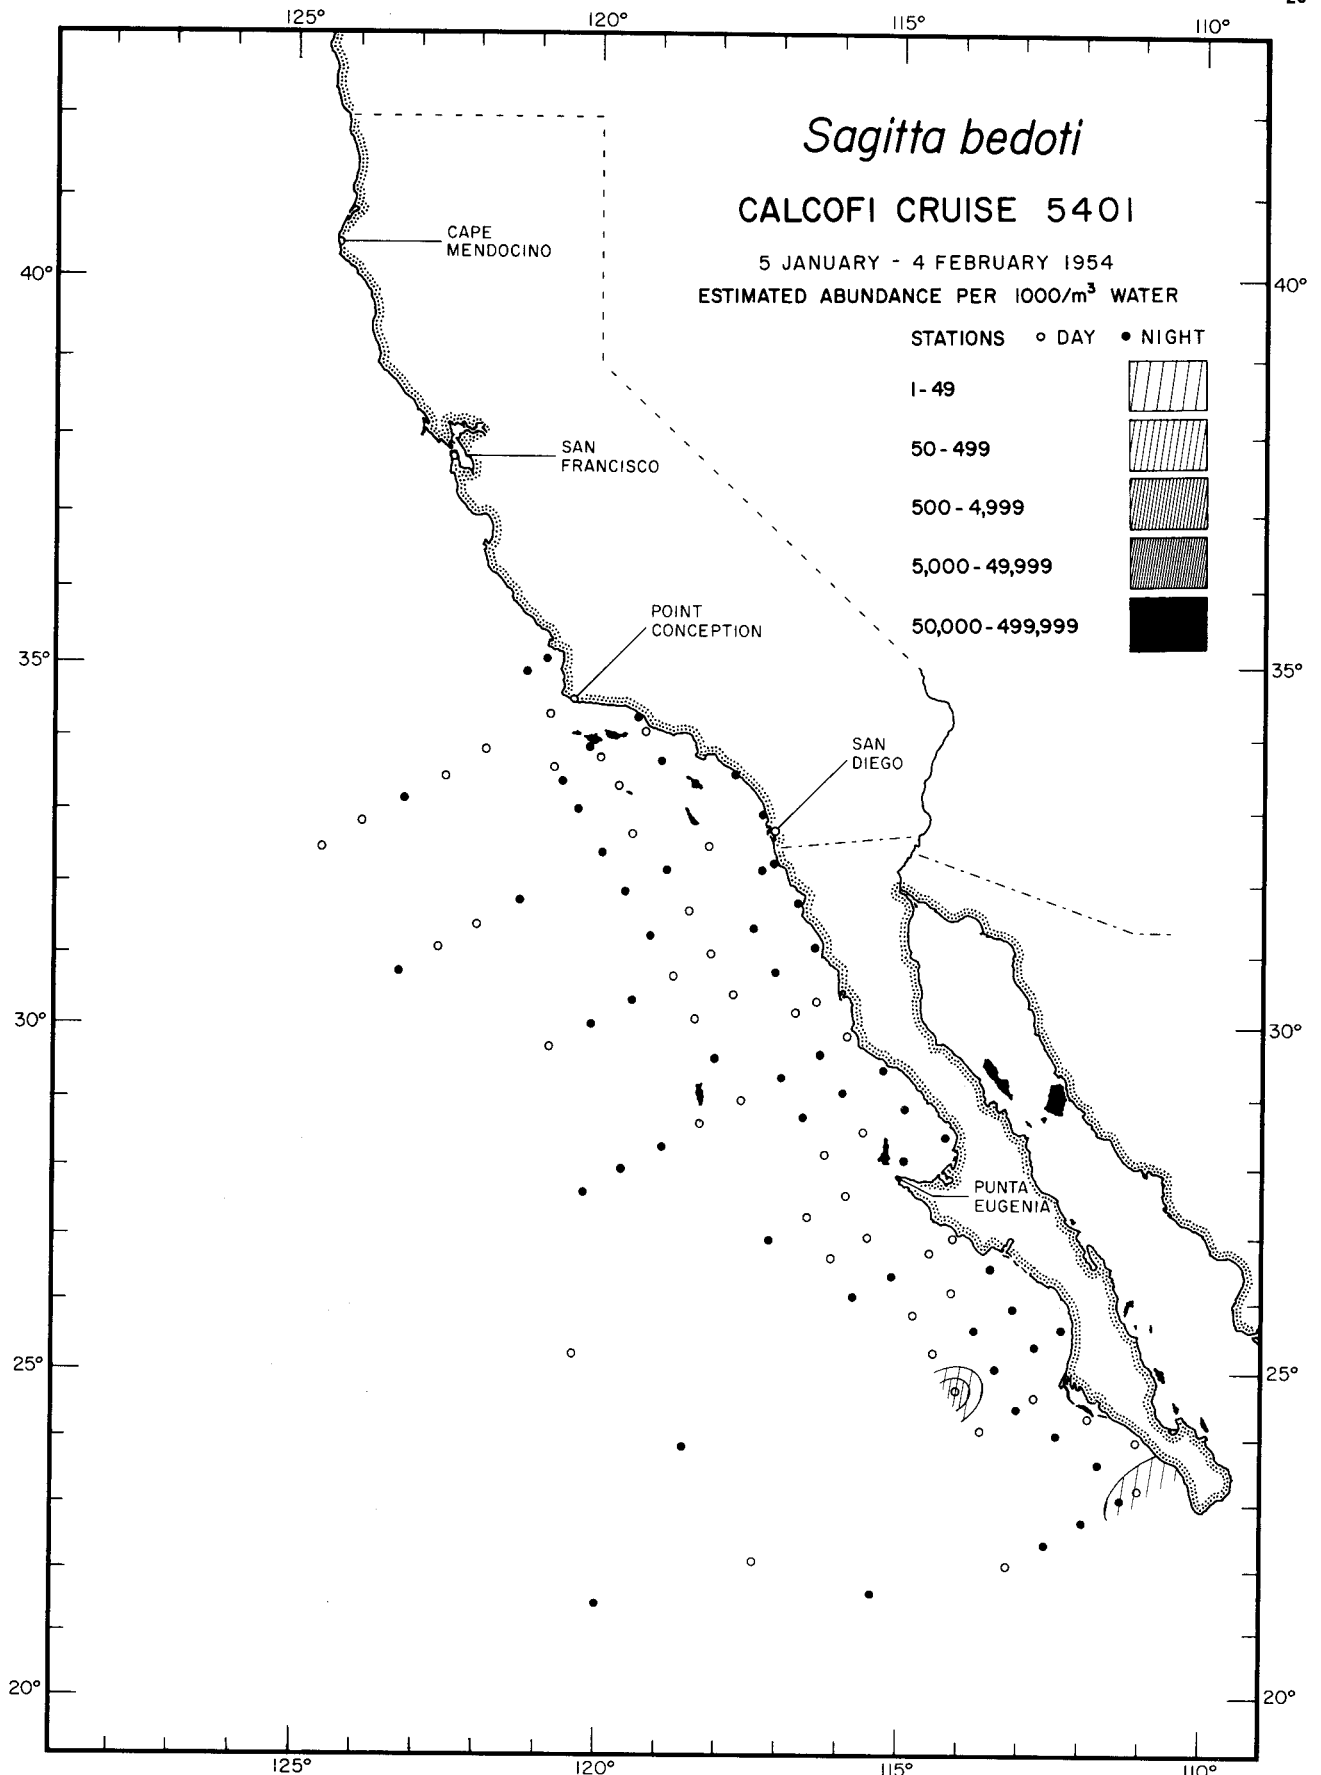 125° 120° 115° 110°
Sagitta bedoti
CALCOFI CRUISE 5401
5 JANUARY - 4 FEBRUARY 1954
ESTIMATED ABUNDANCE PER 1000/m³ WATER
STATIONS ○ DAY ● NIGHT
1-49
50-499
500-4,999
5,000-49,999
50,000-499,999
CAPE
MENDOCINO
40° 40°
SAN
FRANCISCO
POINT
CONCEPTION
35° 35°
SAN
DIEGO
30° 30°
PUNTA
EUGENIA
25° 25°
20° 20°
125° 120° 115° 110°